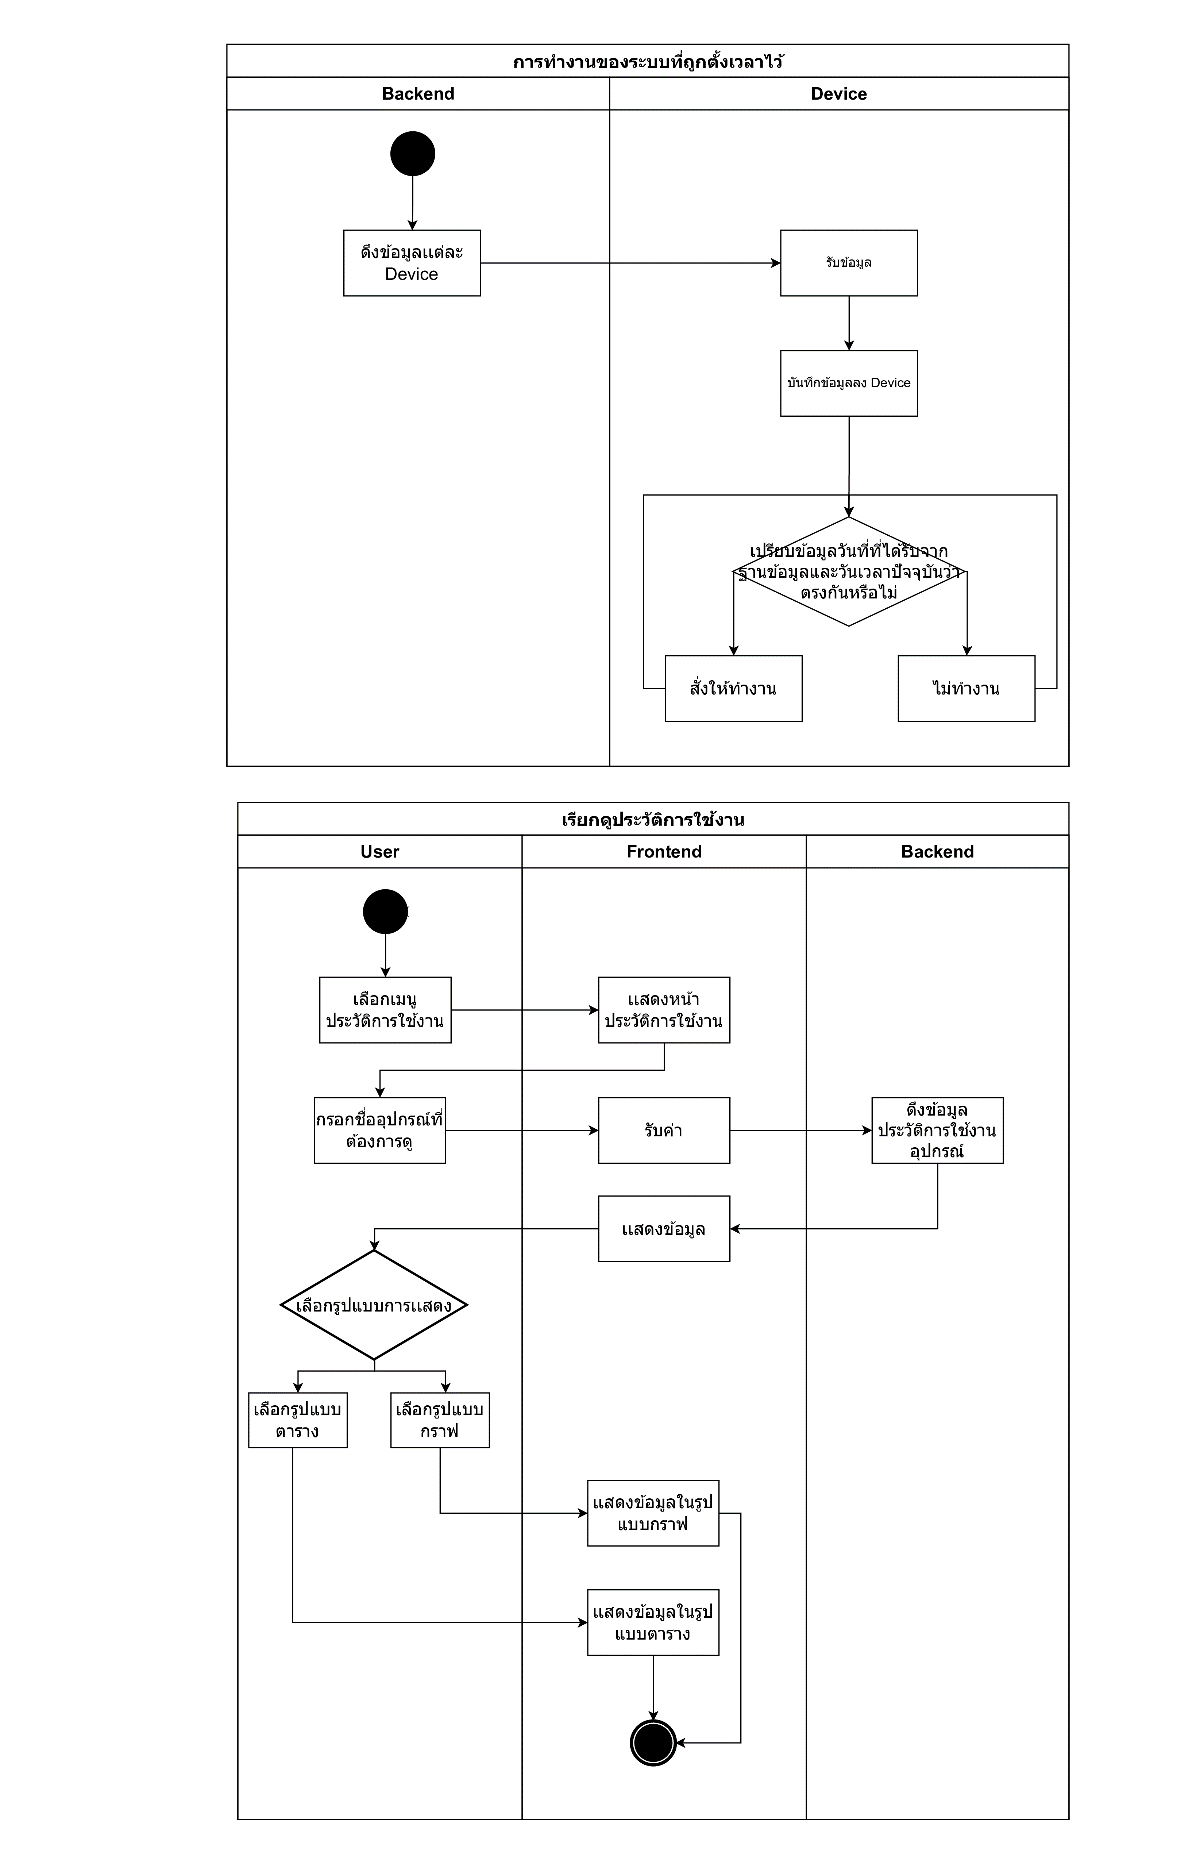 การทำงานของระบบที่ถูกตั้งเวลาไว้
Backend
Device
ดึงข้อมูลแต่ละ
Device
รับข้อมูล
บันทึกข้อมูลลง Device
เปรียบข้อมูลวันที่ที่ได้รับจาก
ฐานข้อมูลและวันเวลาปัจจุบันว่า
ตรงกันหรือไม่
สั่งให้ทำงาน
ไม่ทำงาน
เรียกดูประวัติการใช้งาน
User
Frontend
Backend
เลือกเมนู
ประวัติการใช้งาน
แสดงหน้า
ประวัติการใช้งาน
กรอกชื่ออุปกรณ์ที่
ต้องการดู
รับค่า
ดึงข้อมูล
ประวัติการใช้งาน
อุปกรณ์
แสดงข้อมูล
เลือกรูปแบบการแสดง
เลือกรูปแบบ
ตาราง
เลือกรูปแบบ
กราฟ
แสดงข้อมูลในรูป
แบบกราฟ
แสดงข้อมูลในรูป
แบบตาราง